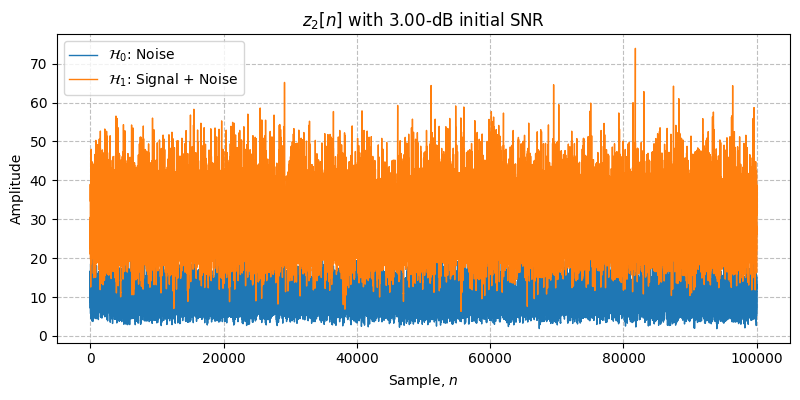 z₂[n] with 3.00-dB initial SNR
ℋ₀: Noise
ℋ₁: Signal + Noise
Amplitude
70
60
50
40
30
20
10
0
0 20000 40000 60000 80000 100000
Sample, n